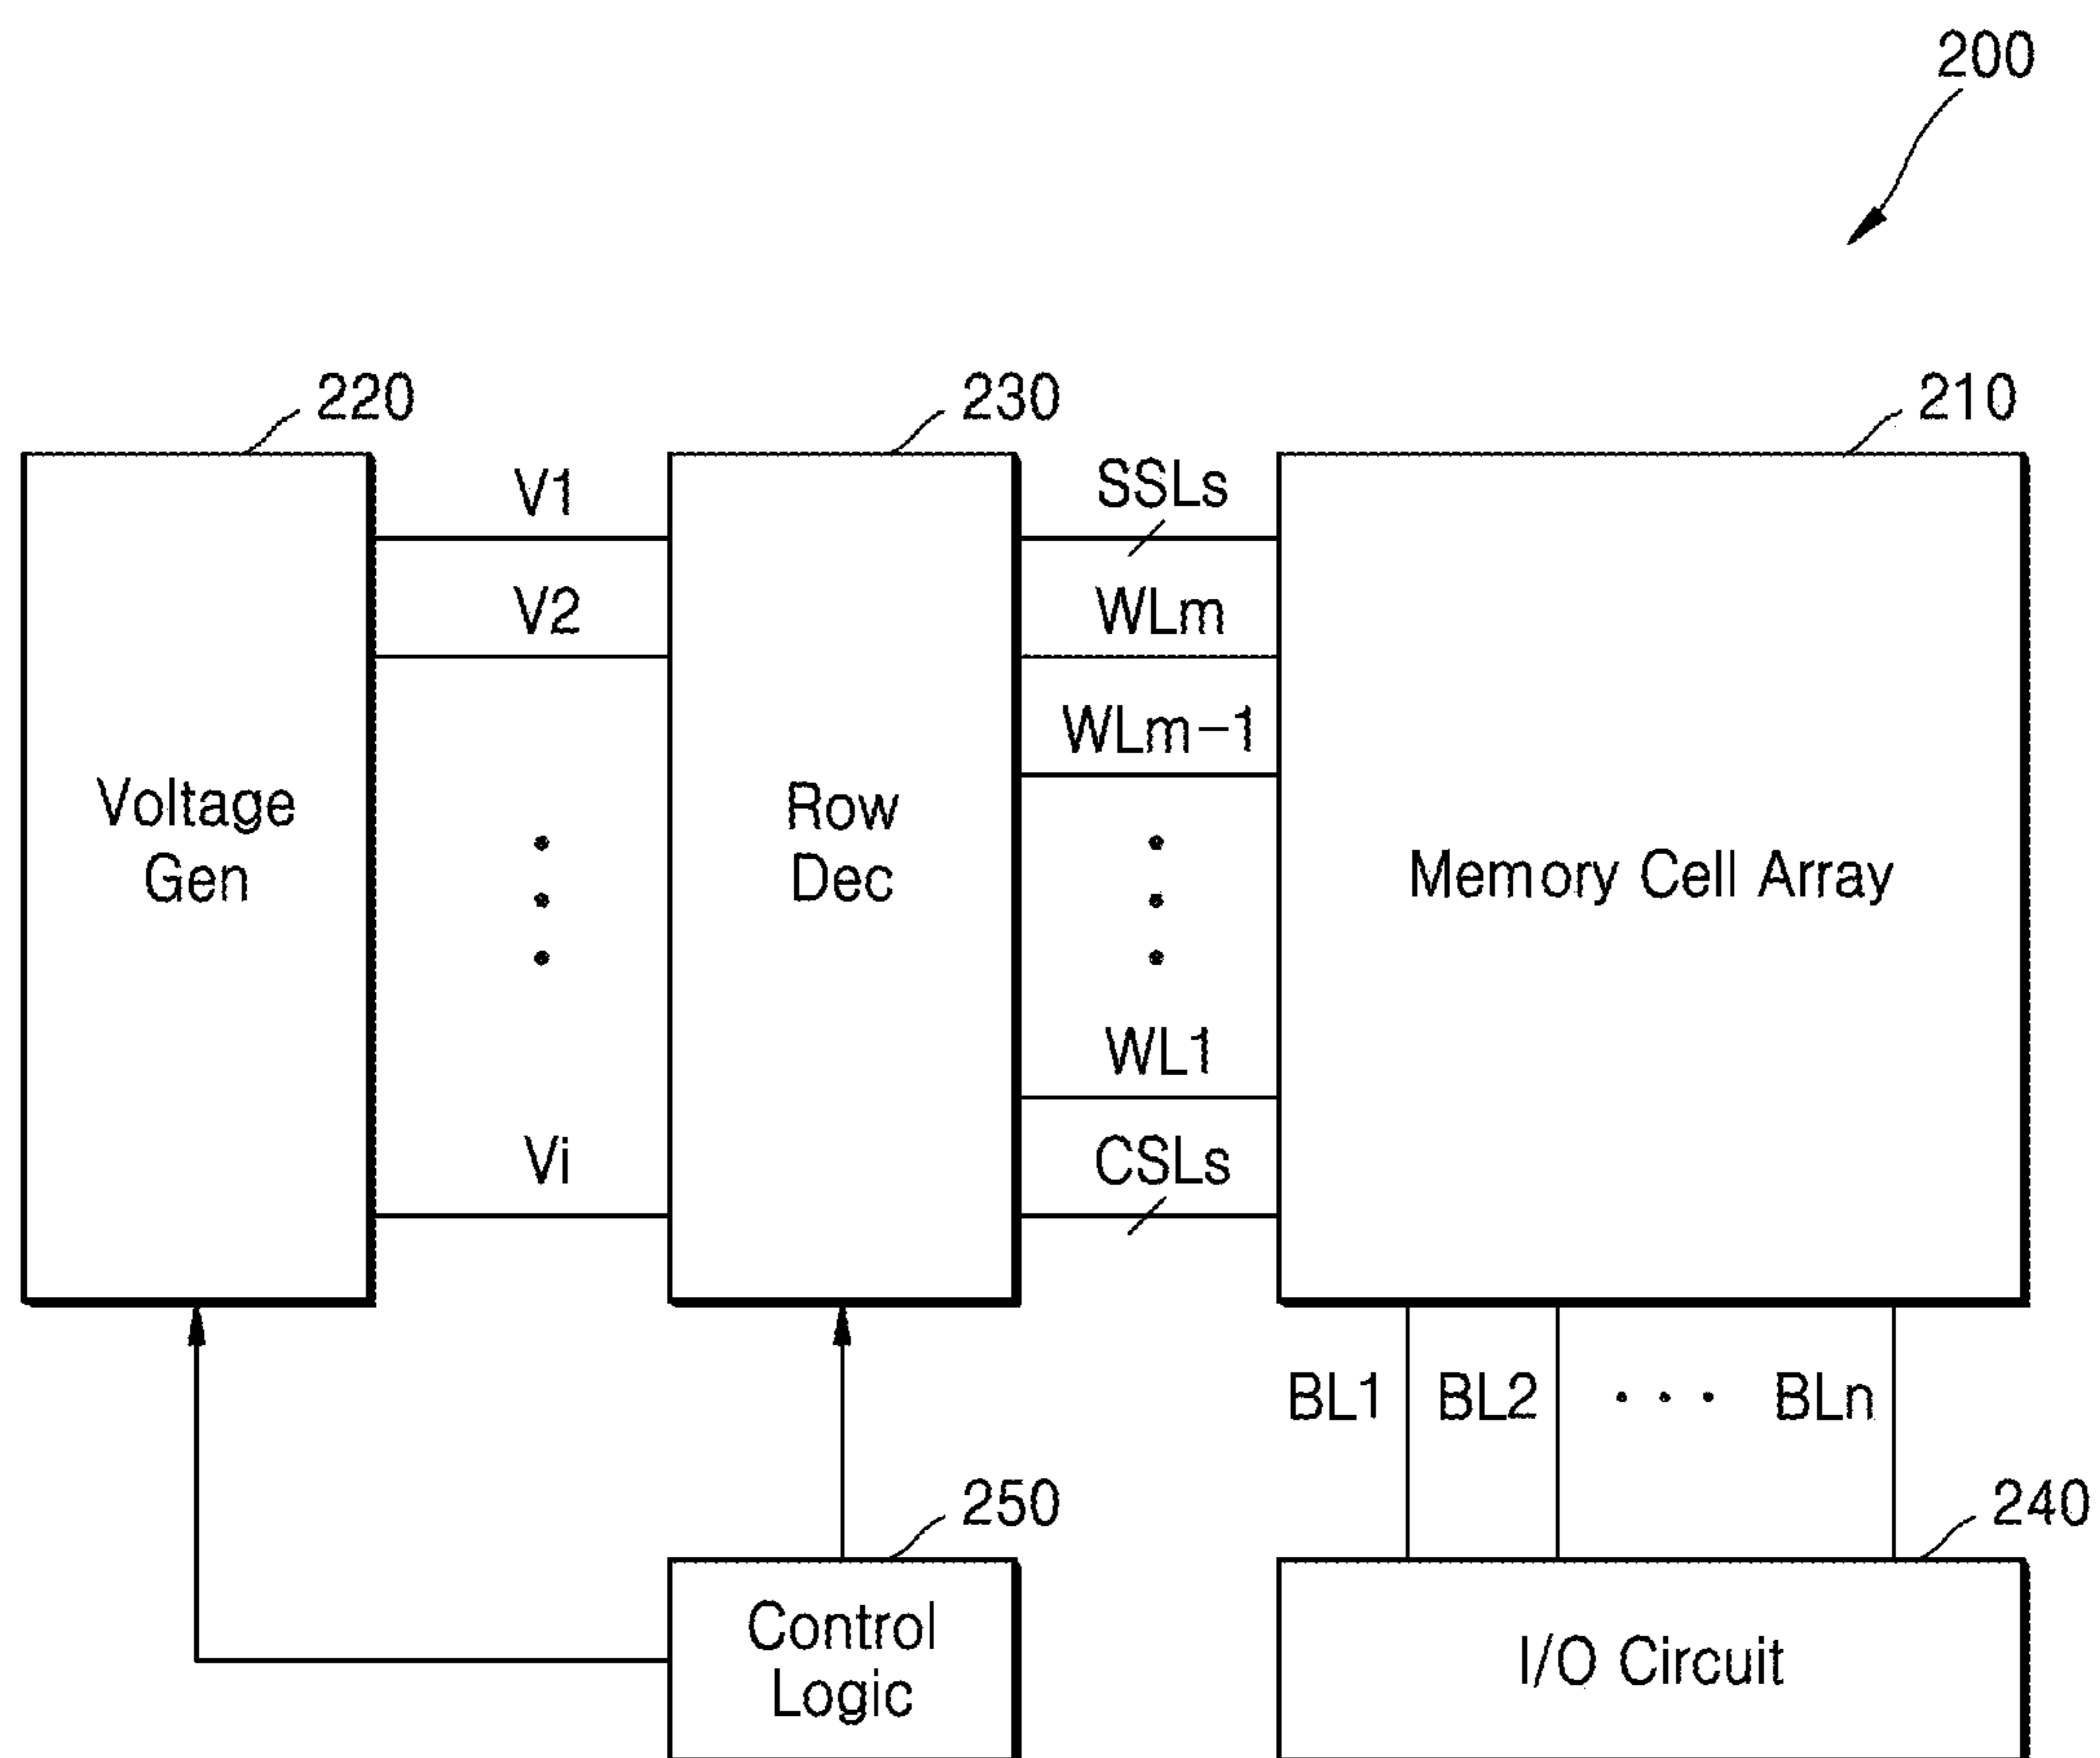 200
220
230
210
V1
SSLs
V2
WLm
WLm-1
Voltage
Gen
Row
Dec
Memory Cell Array
WL1
Vi
CSLs
BL1 BL2 ... BLn
250
240
Control
Logic
I/O Circuit